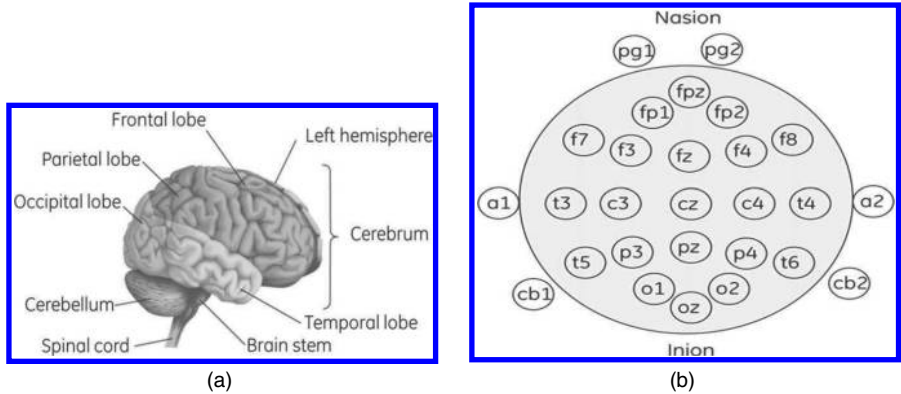 Frontal lobe
Left hemisphere
Parietal lobe
Occipital lobe
Cerebrum
Cerebellum
Temporal lobe
Spinal cord
Brain stem
(a)
Nasion
pg1 pg2
fpz
fp1 fp2
f7 f3 fz f4 f8
a1 t3 c3 cz c4 t4 a2
t5 p3 pz p4 t6
cb1 o1 oz o2 cb2
Inion
(b)